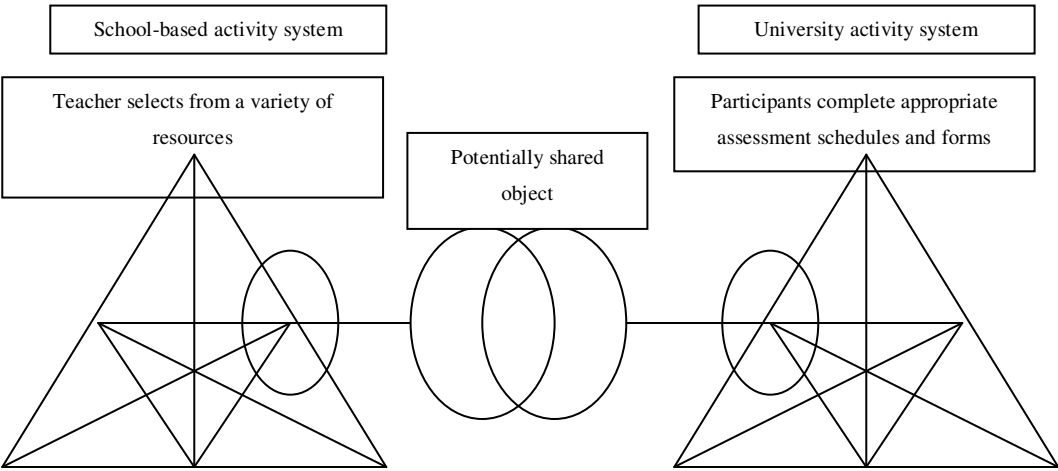 School-based activity system
University activity system
Teacher selects from a variety of
resources
Participants complete appropriate
assessment schedules and forms
Potentially shared
object